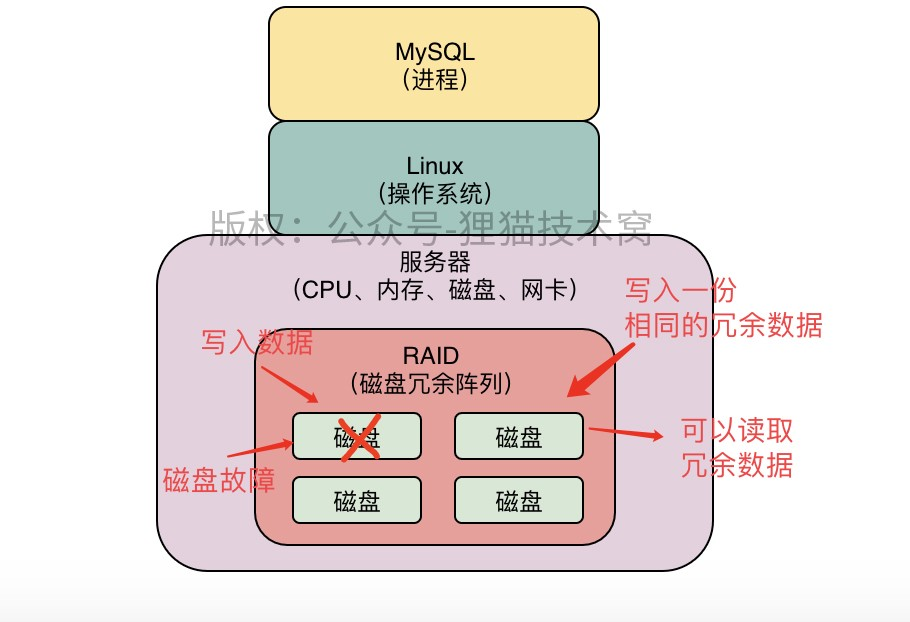 MySQL
（进程）
Linux
（操作系统）
版权：公众号-狸猫技术窝
服务器
（CPU、内存、磁盘、网卡）
写入一份
相同的冗余数据
写入数据
RAID
（磁盘冗余阵列）
磁盘
磁盘
可以读取
冗余数据
磁盘故障
磁盘
磁盘